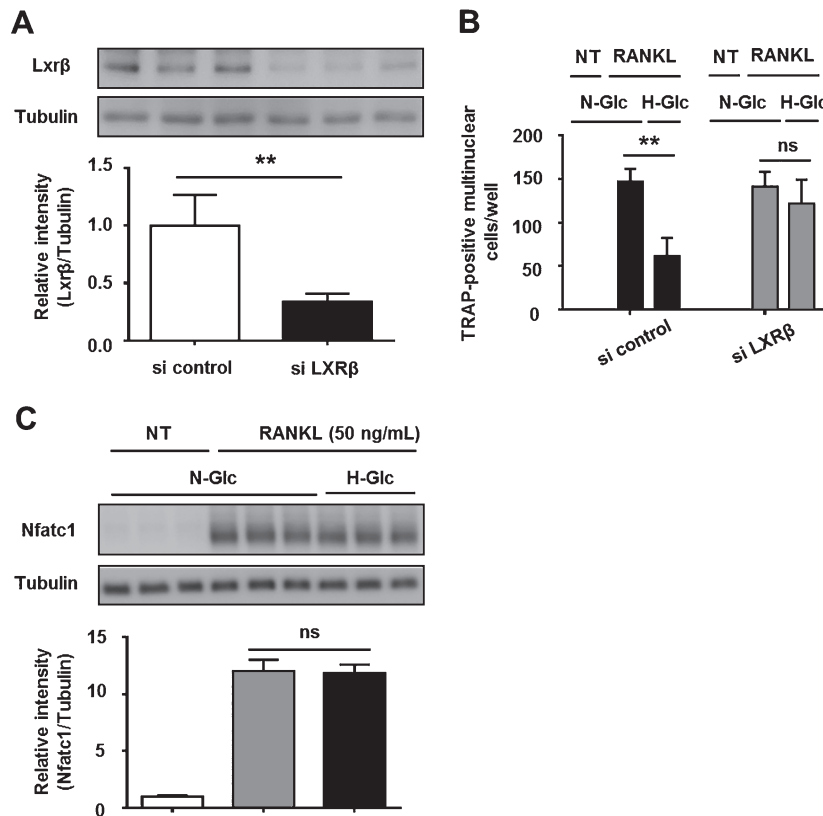 A
Lxrβ
Tubulin
Relative intensity
(Lxrβ/Tubulin)
1.5
1.0
0.5
0.0
**
si control
si LXRβ
B
NT RANKL NT RANKL
N-Glc H-Glc N-Glc H-Glc
TRAP-positive multinuclear
cells/well
200
150
100
50
0
**
ns
si control
si LXRβ
C
NT
RANKL (50 ng/mL)
N-Glc
H-Glc
Nfatc1
Tubulin
Relative intensity
(Nfatc1/Tubulin)
15
10
5
0
ns